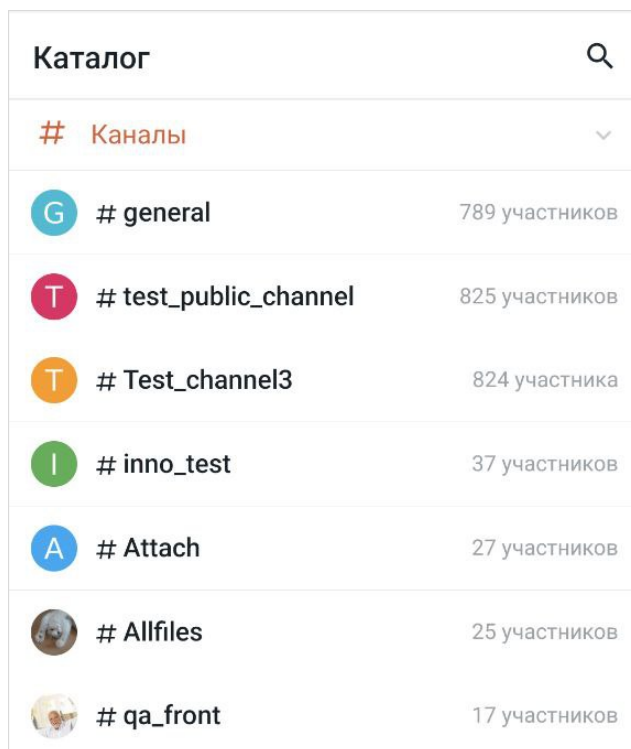 Каталог
# Каналы
G # general 789 участников
T # test_public_channel 825 участников
T # Test_channel3 824 участника
I # inno_test 37 участников
A # Attach 27 участников
# Allfiles 25 участников
# qa_front 17 участников